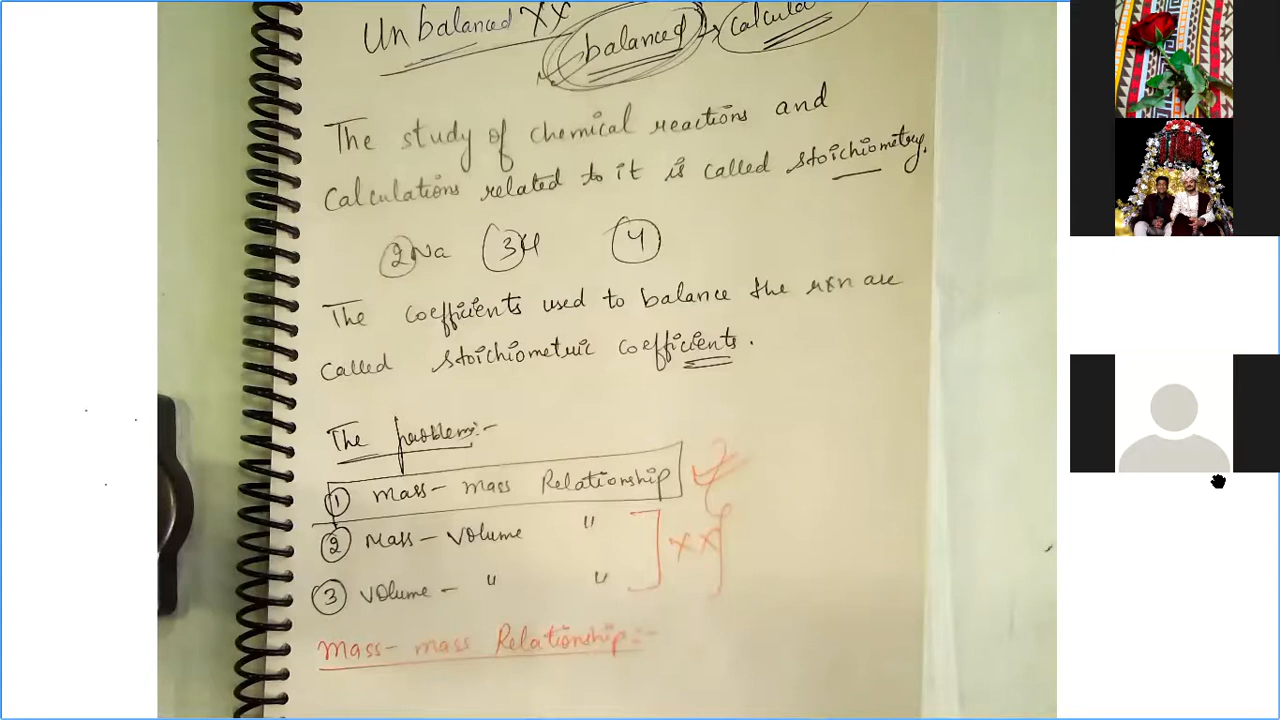 Unbalanced XX balanced → calcula
The study of chemical reactions and
Calculations related to it is called stoichiometry.
2Na 3H 4
The coefficients used to balance the rxn are
called stoichiometric coefficients.
The problems:-
1 Mass- mass Relationship
2 Mass - Volume "
XX
3 Volume - " "
Mass- mass Relationship:-